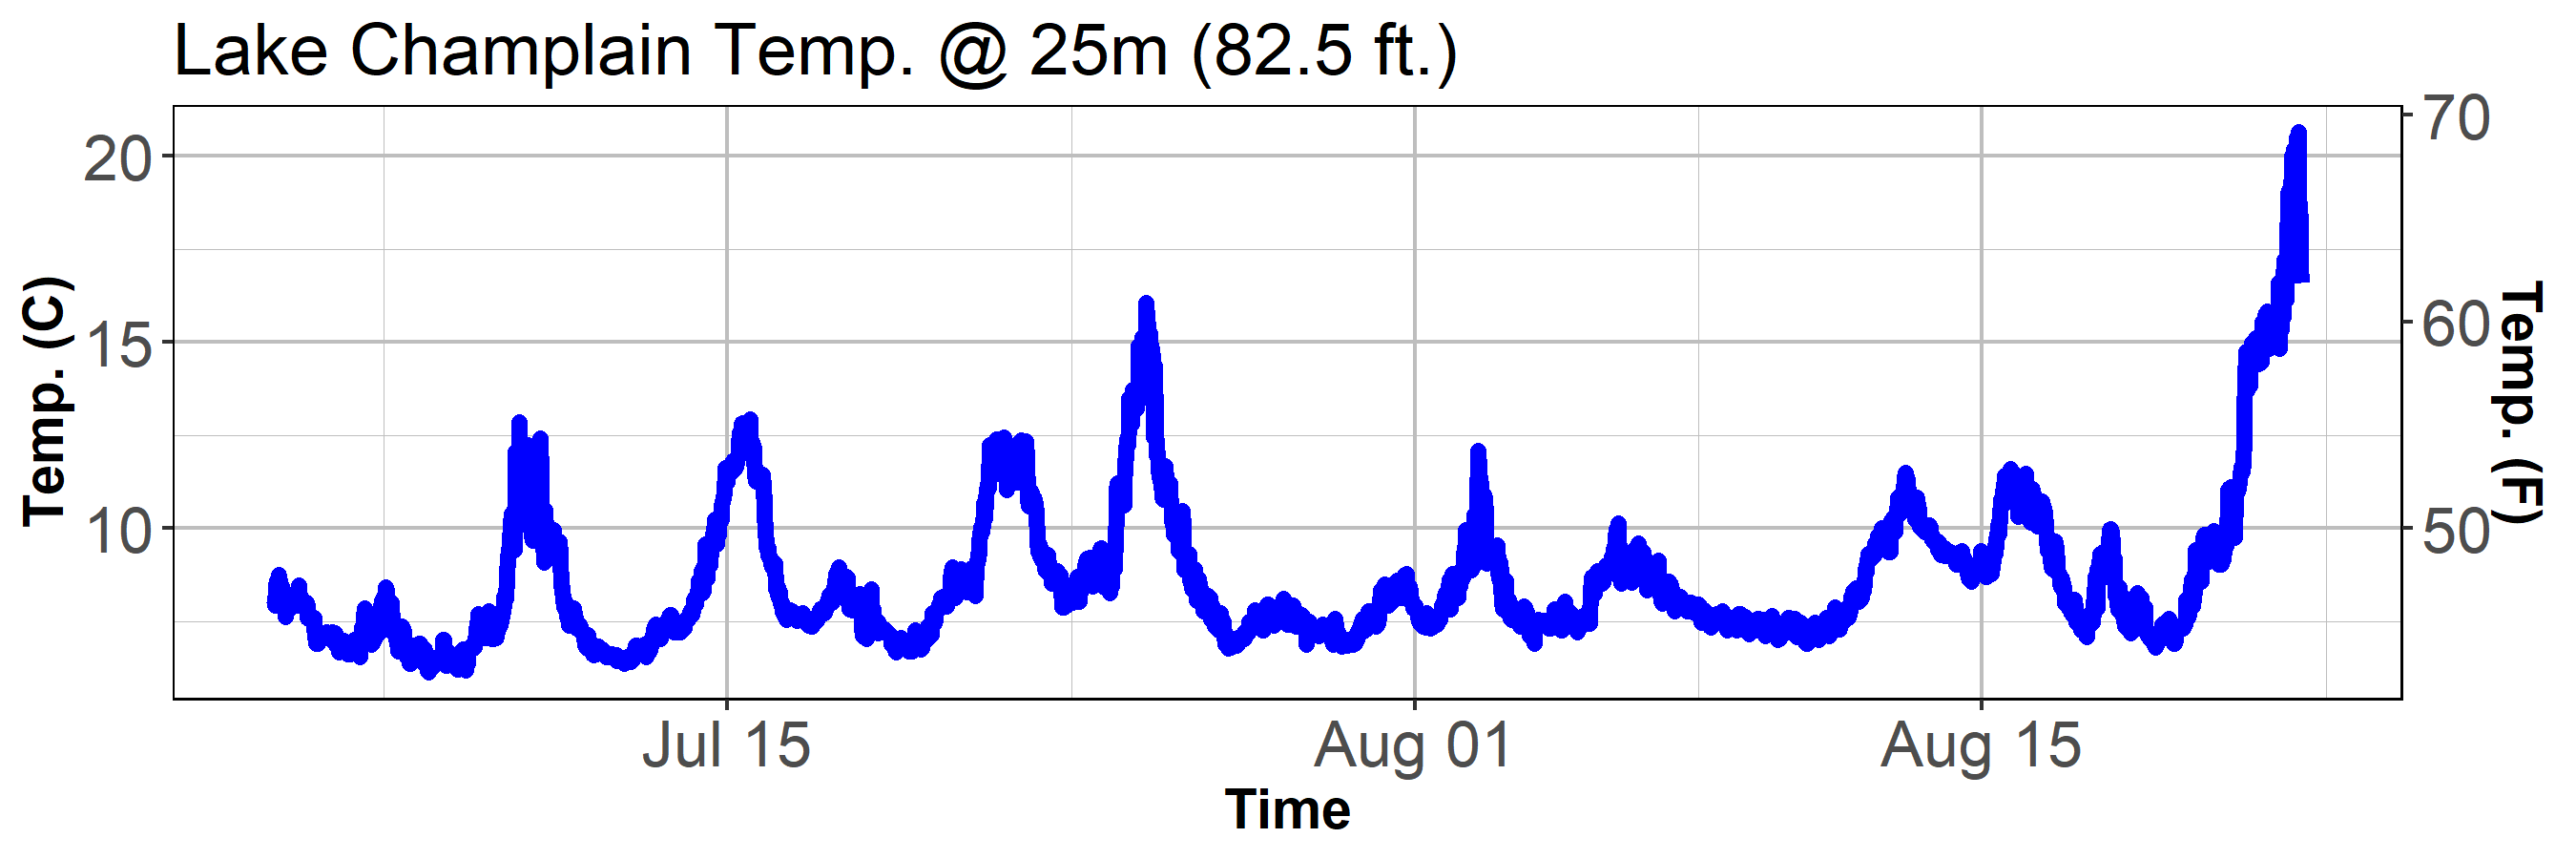 Lake Champlain Temp. @ 25m (82.5 ft.)
Temp. (C)
20
15
10
70
60
50
Temp. (F)
Jul 15
Aug 01
Aug 15
Time